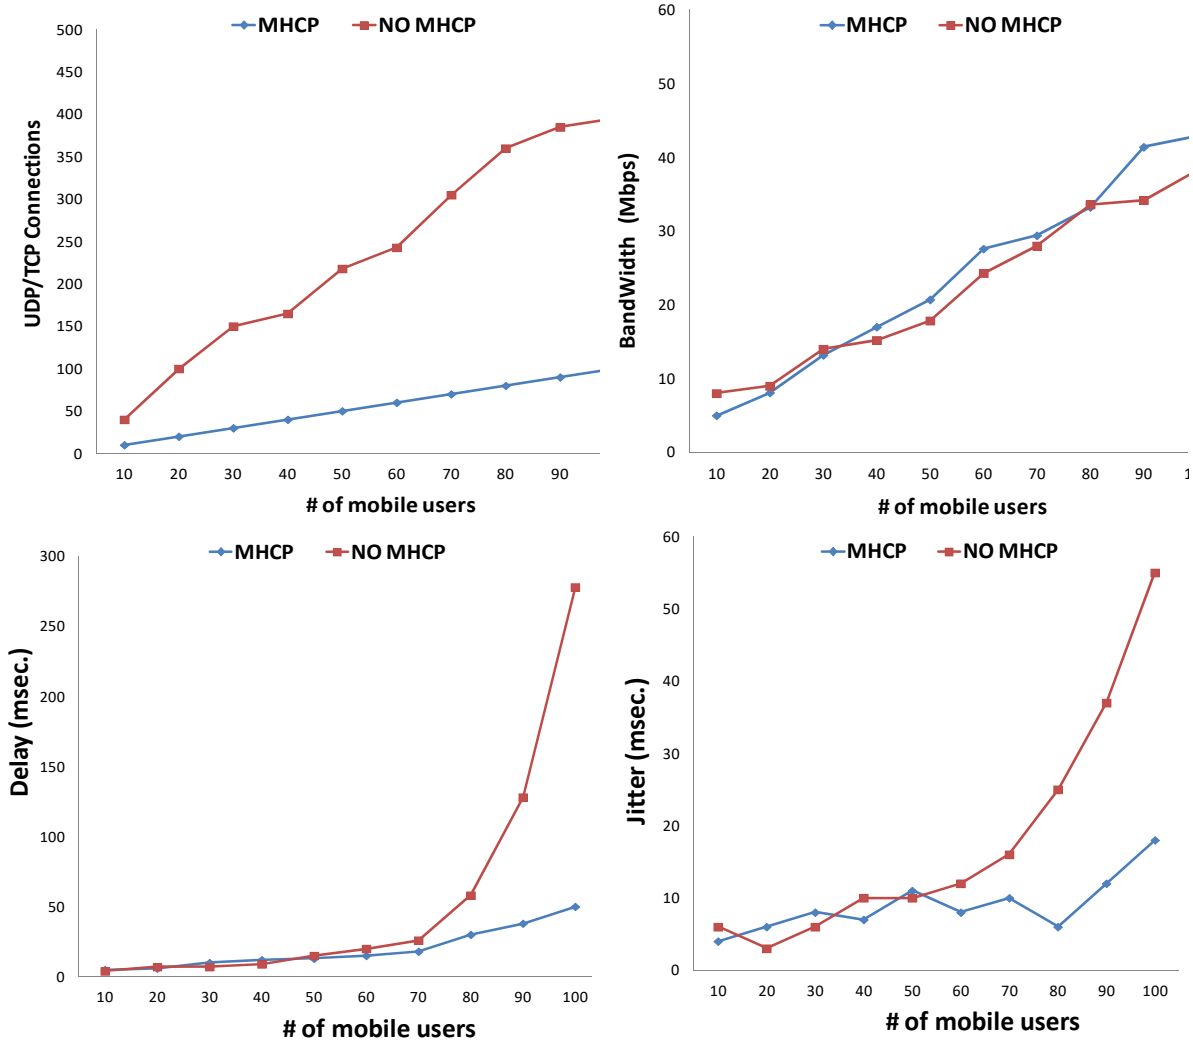 MHCP NO MHCP
500
450
400
350
300
250
200
150
100
50
0
UDP/TCP Connections
10 20 30 40 50 60 70 80 90
# of mobile users
MHCP NO MHCP
60
50
40
30
20
10
0
BandWidth (Mbps)
10 20 30 40 50 60 70 80 90
# of mobile users
MHCP NO MHCP
300
250
200
150
100
50
0
Delay (msec.)
10 20 30 40 50 60 70 80 90 100
# of mobile users
MHCP NO MHCP
60
50
40
30
20
10
0
Jitter (msec.)
10 20 30 40 50 60 70 80 90 100
# of mobile users